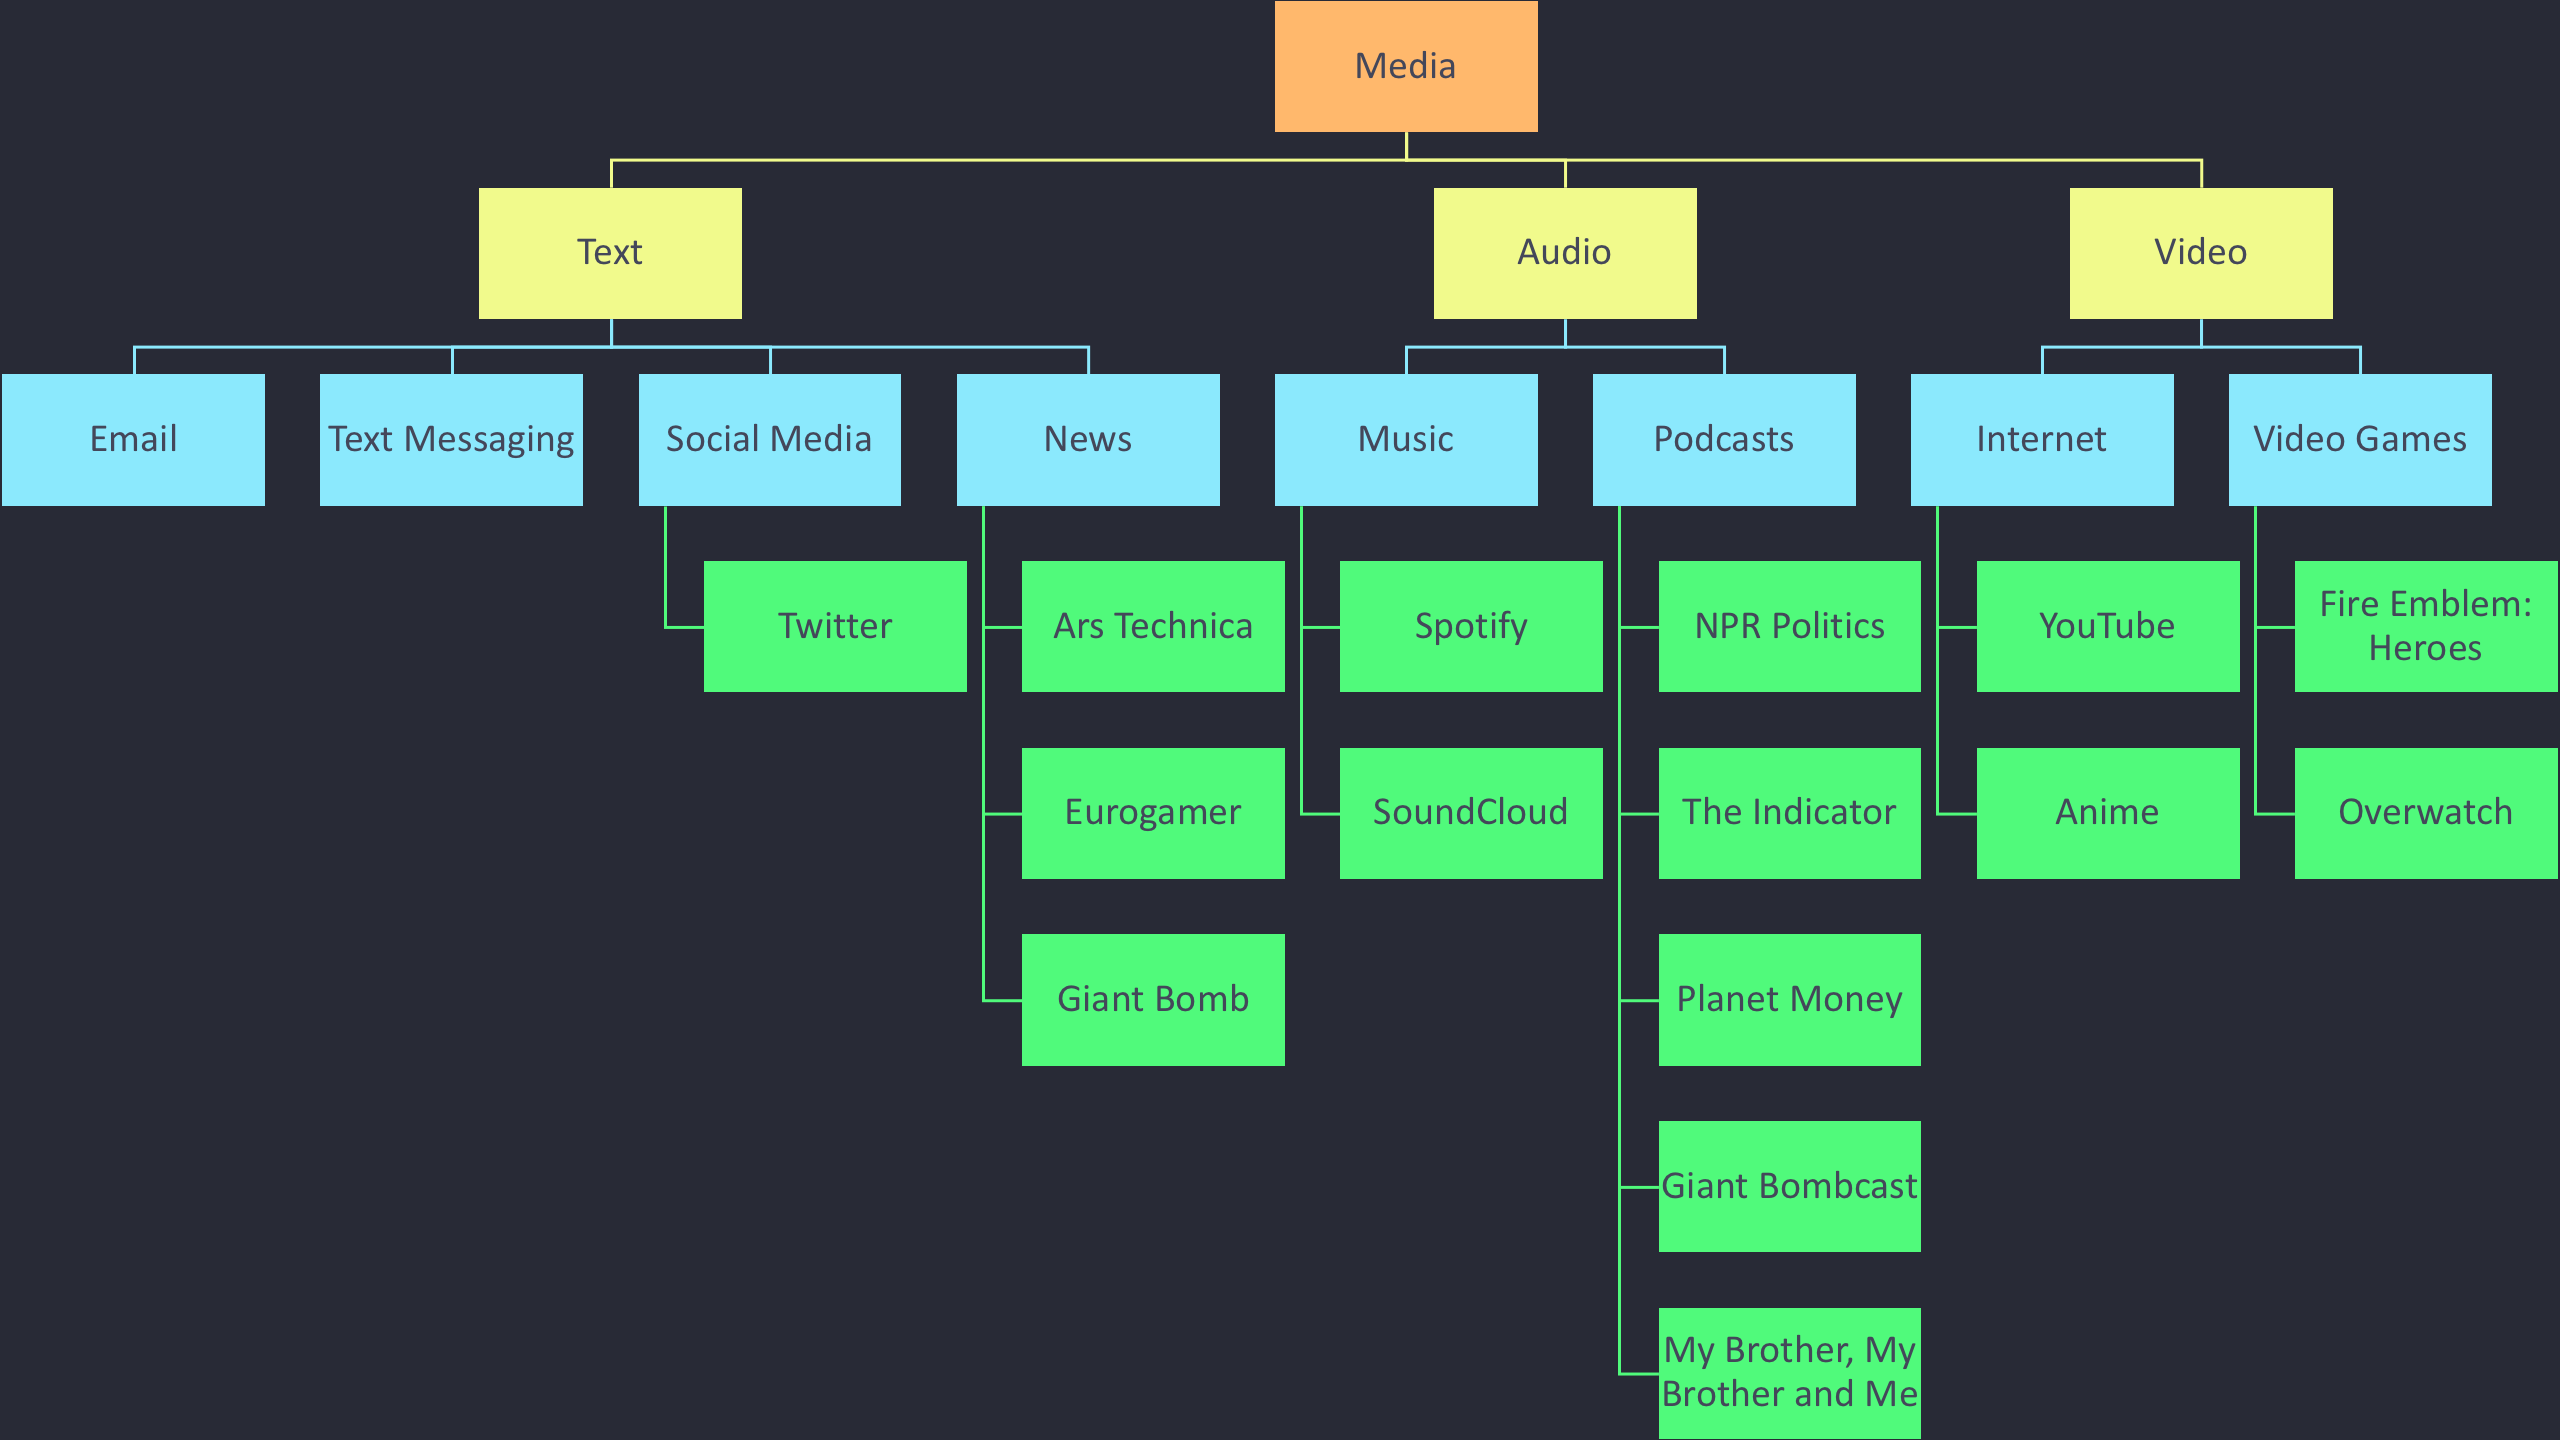 Media
Text
Audio
Video
Email
Text Messaging
Social Media
News
Music
Podcasts
Internet
Video Games
Twitter
Ars Technica
Spotify
NPR Politics
YouTube
Fire Emblem:
Heroes
Eurogamer
SoundCloud
The Indicator
Anime
Overwatch
Giant Bomb
Planet Money
Giant Bombcast
My Brother, My
Brother and Me